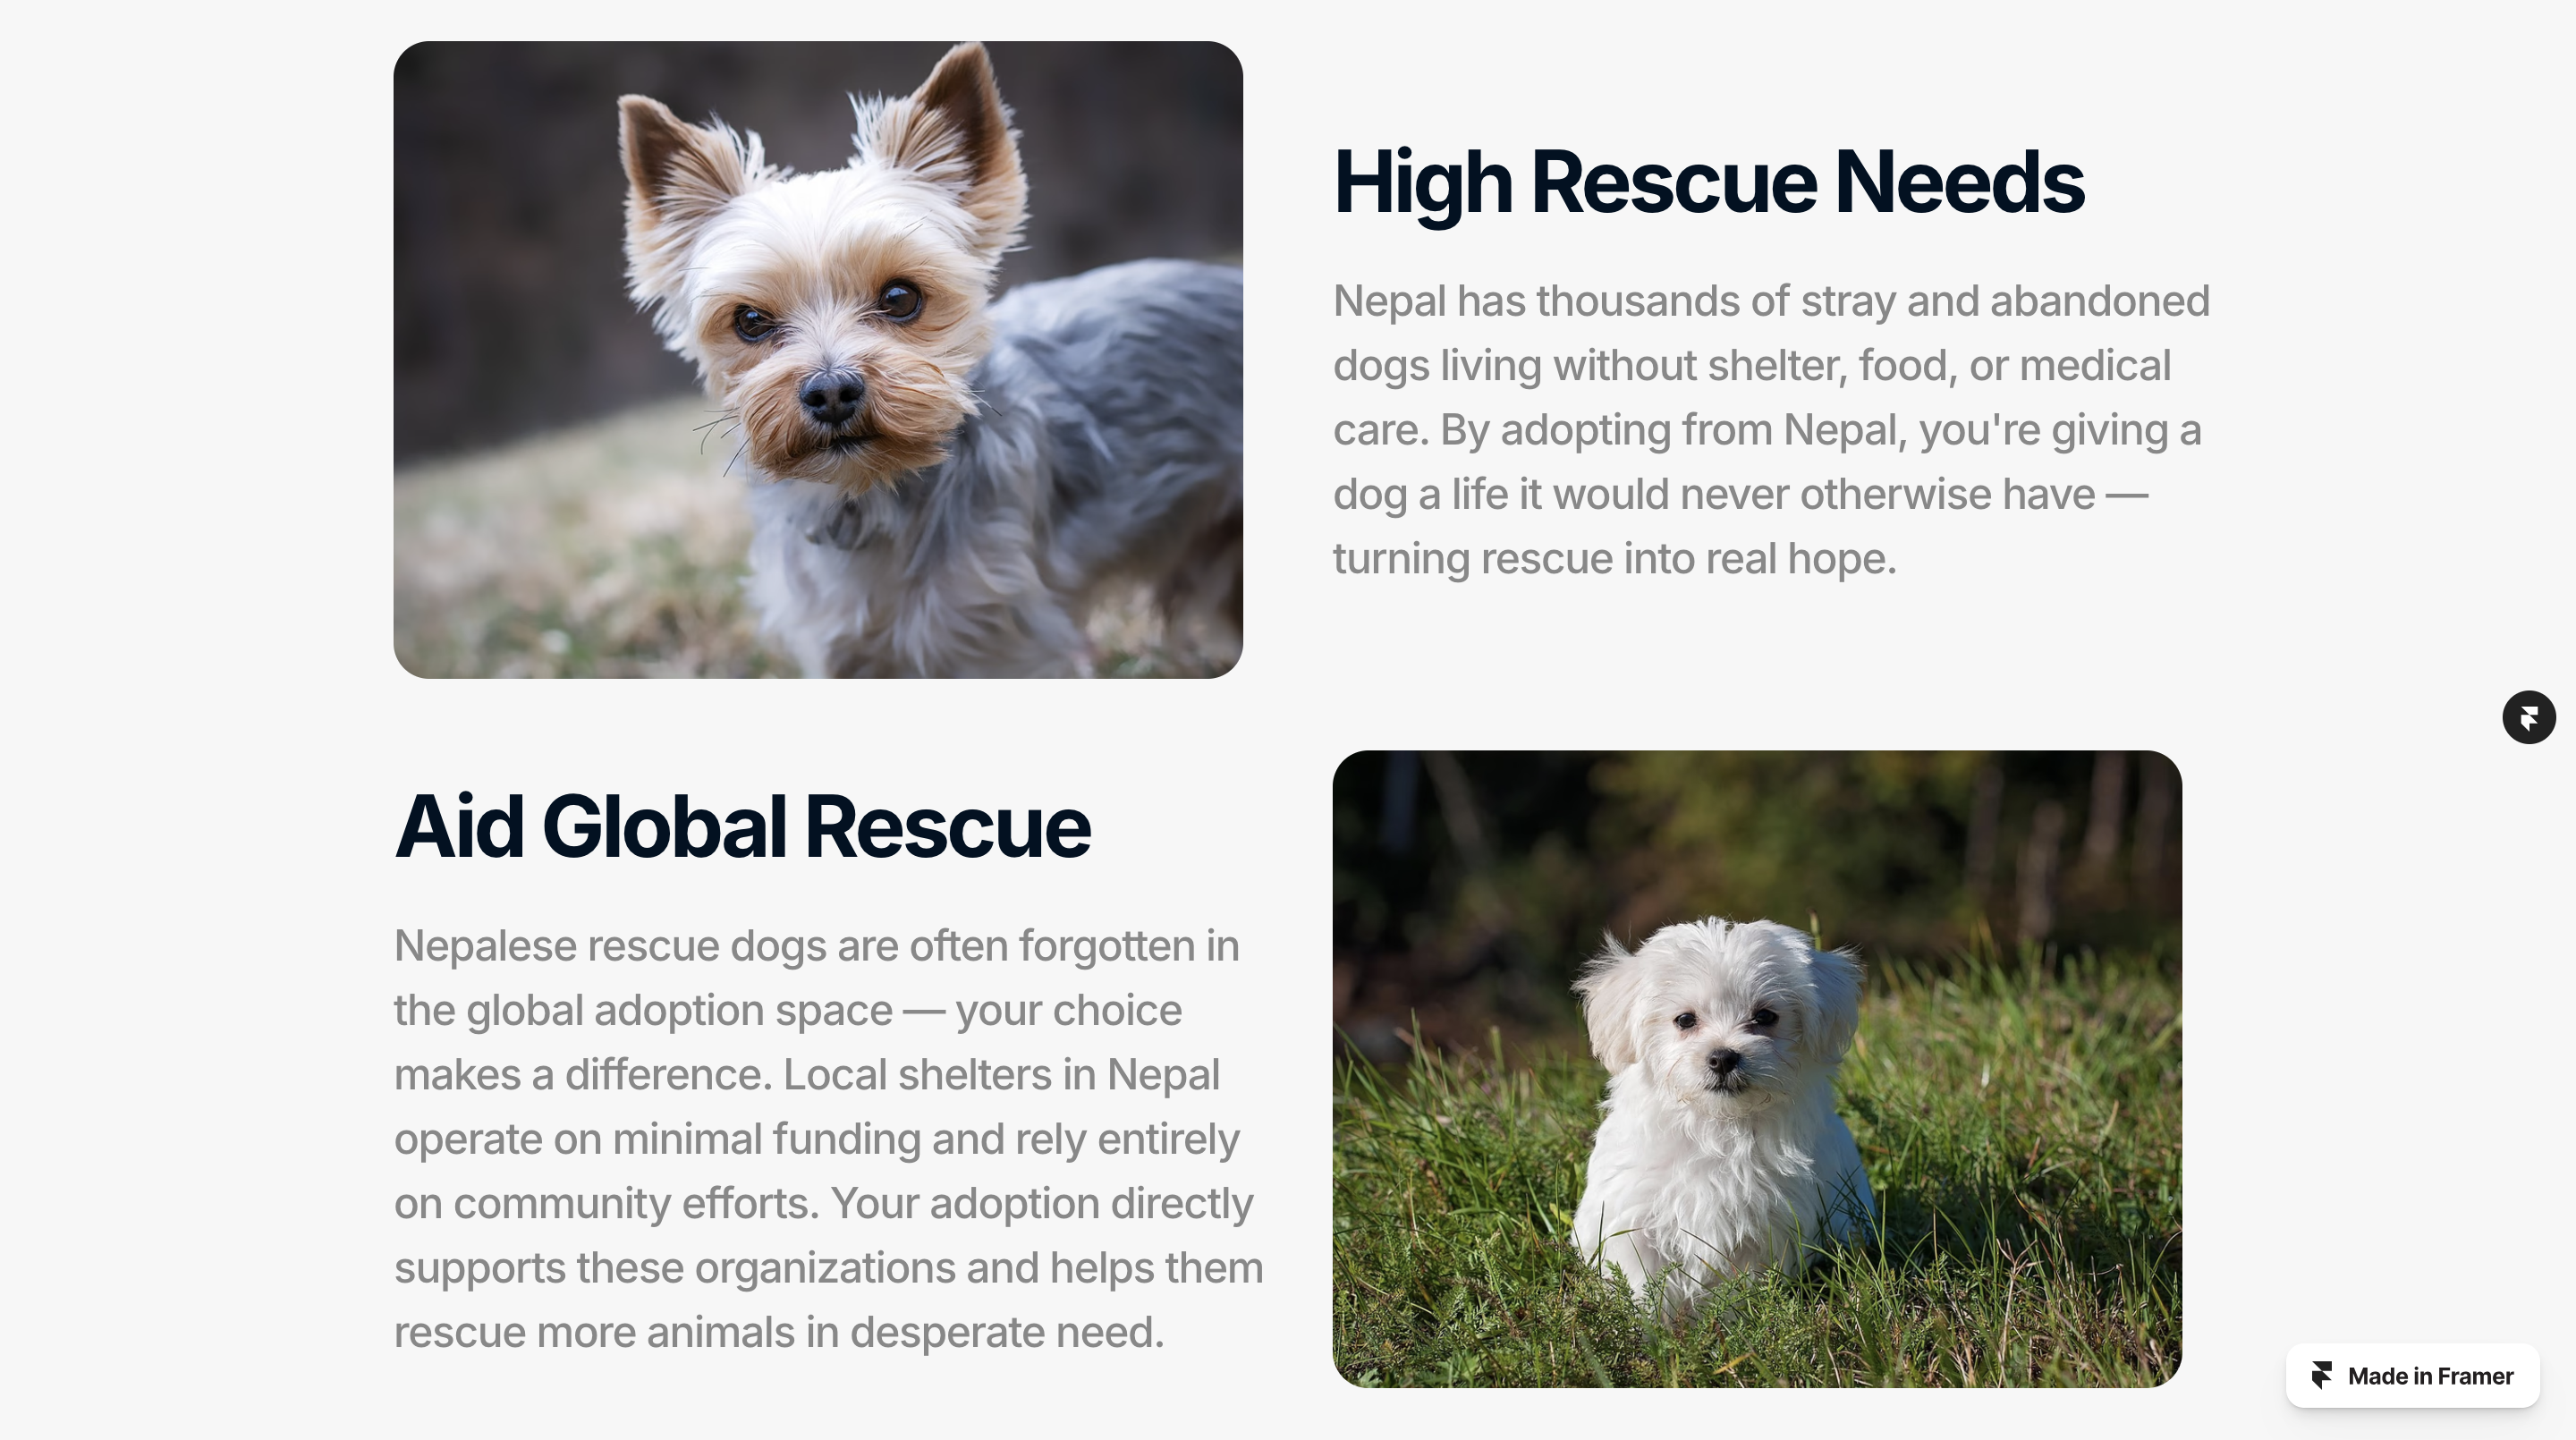 High Rescue Needs
Nepal has thousands of stray and abandoned
dogs living without shelter, food, or medical
care. By adopting from Nepal, you're giving a
dog a life it would never otherwise have —
turning rescue into real hope.
Aid Global Rescue
Nepalese rescue dogs are often forgotten in
the global adoption space — your choice
makes a difference. Local shelters in Nepal
operate on minimal funding and rely entirely
on community efforts. Your adoption directly
supports these organizations and helps them
rescue more animals in desperate need.
Made in Framer